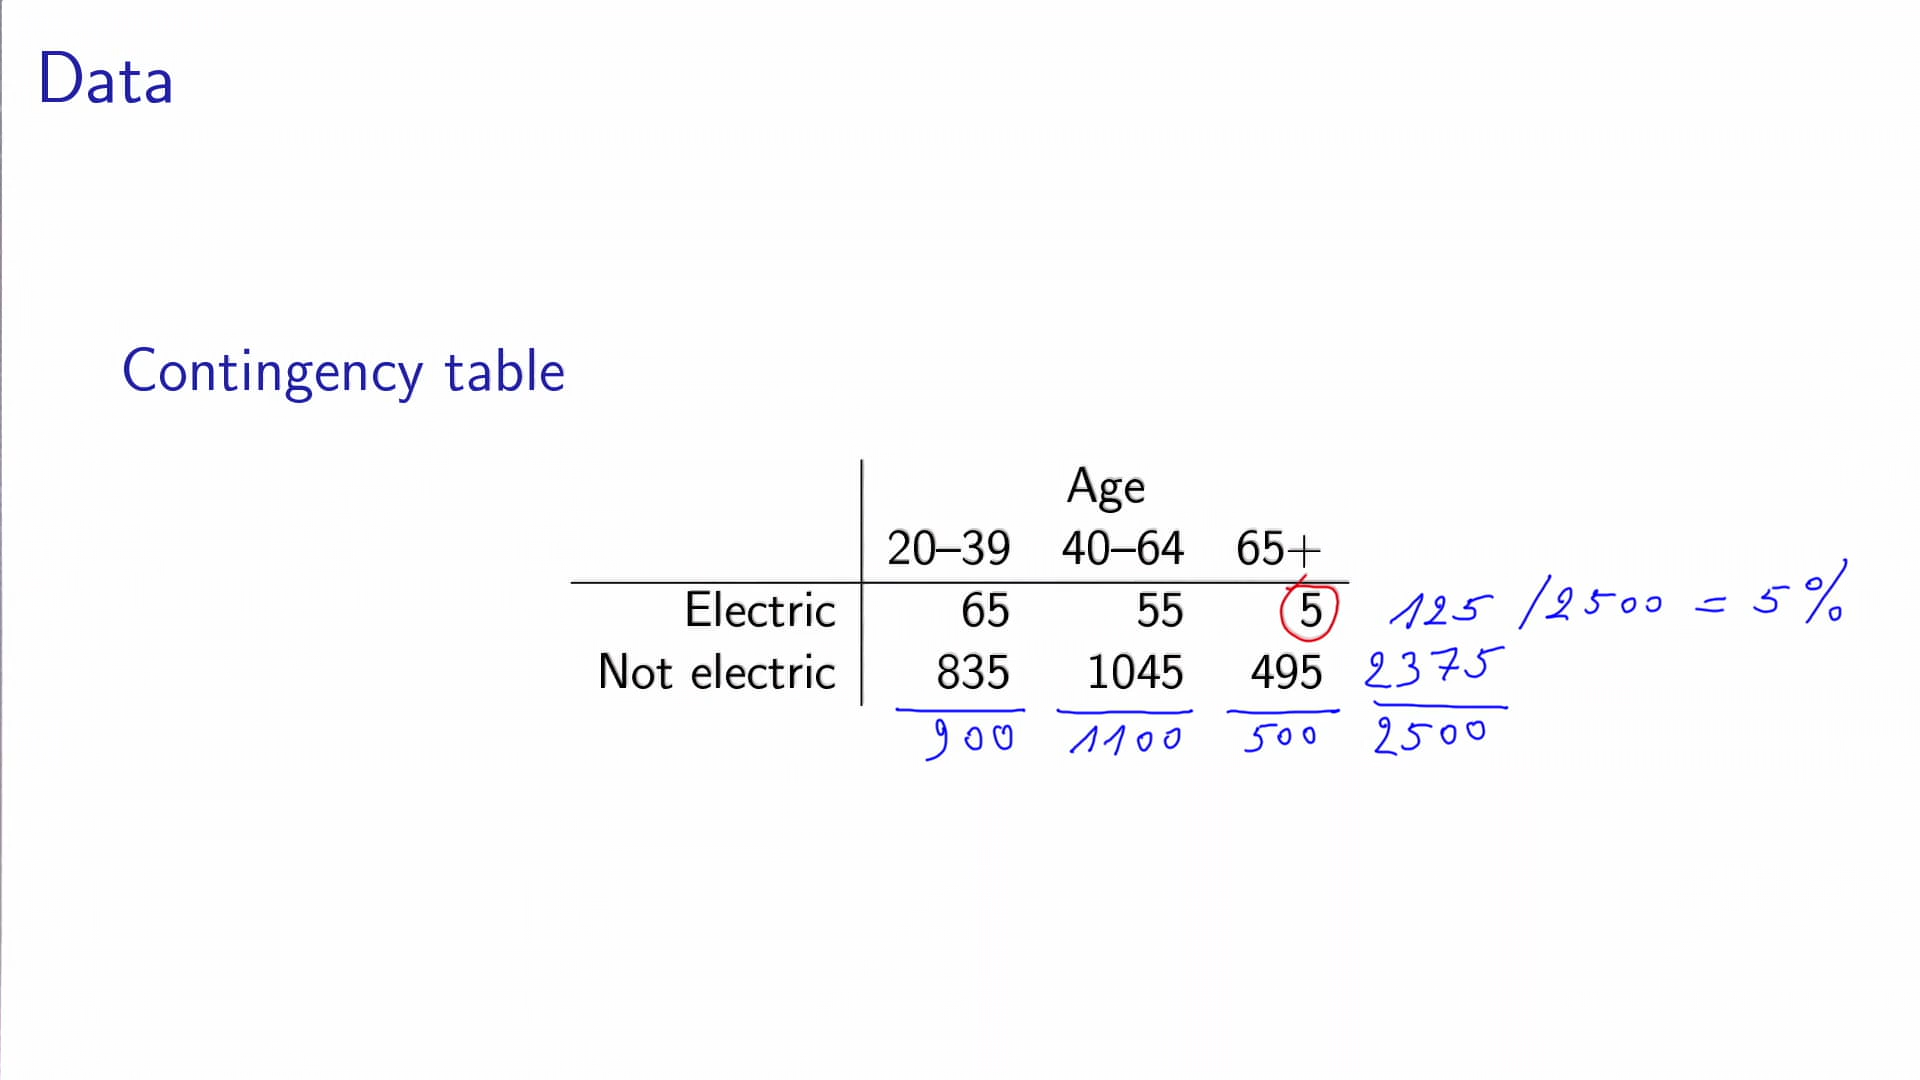 Data
Contingency table
Age
20–39 40–64 65+
Electric 65 55 5 125 /2500 = 5%
Not electric 835 1045 495 2375
900 1100 500 2500